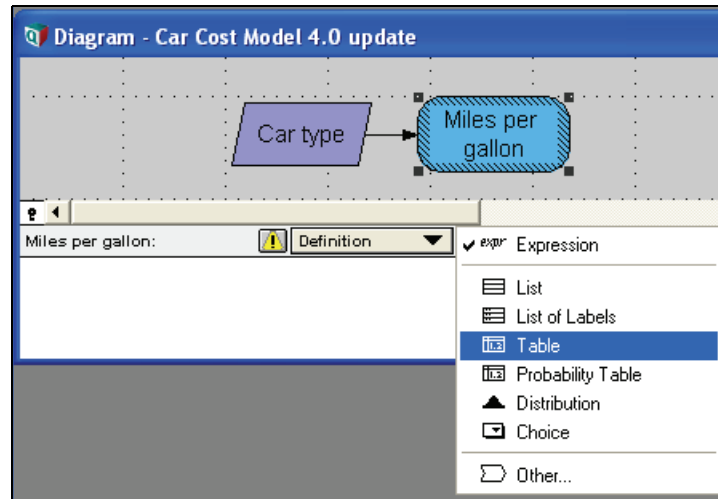 Diagram - Car Cost Model 4.0 update
Car type
Miles per
gallon
Miles per gallon:
Definition
expr Expression
List
List of Labels
Table
Probability Table
Distribution
Choice
Other...